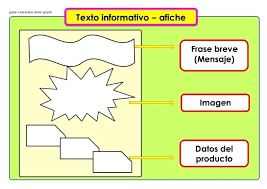 Texto informativo – afiche
Frase breve
(Mensaje)
Imagen
Datos del
producto